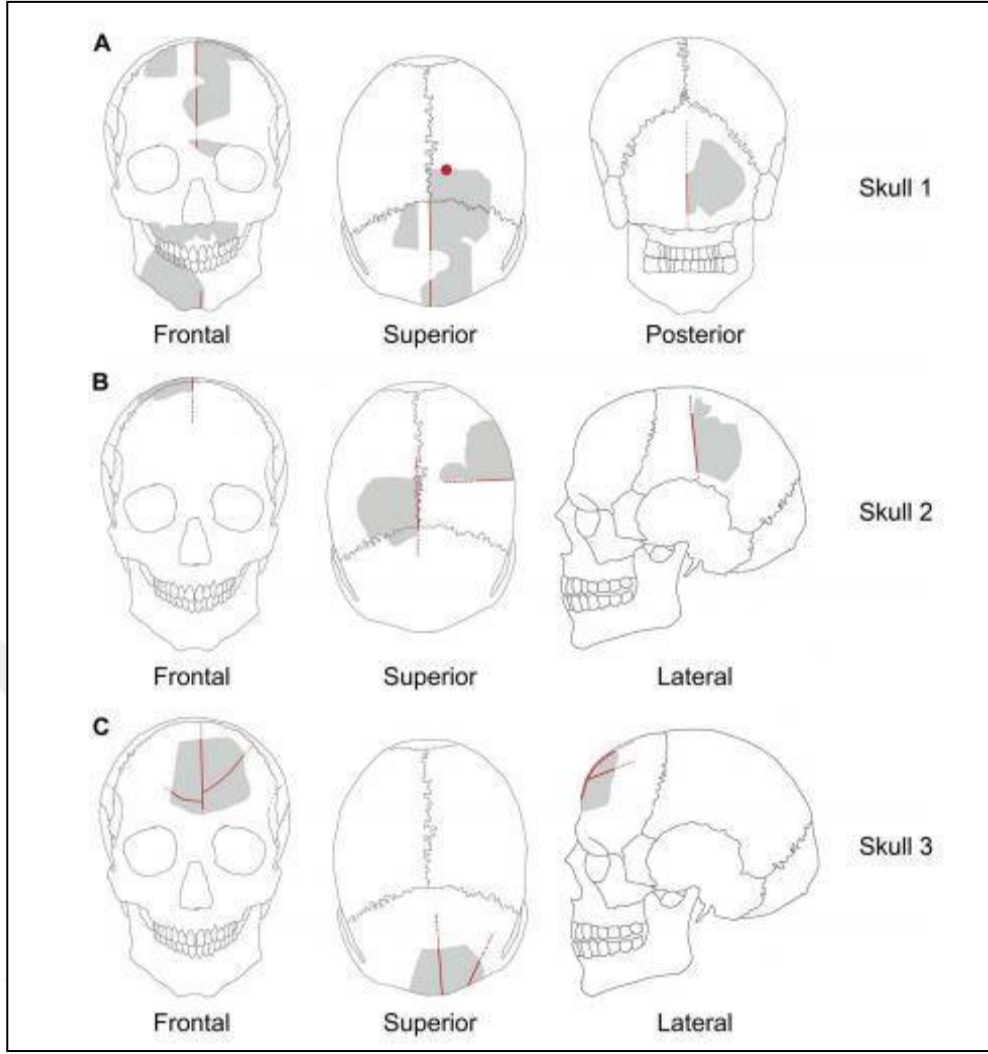 A
Skull 1
Frontal Superior Posterior
B
Skull 2
Frontal Superior Lateral
C
Skull 3
Frontal Superior Lateral